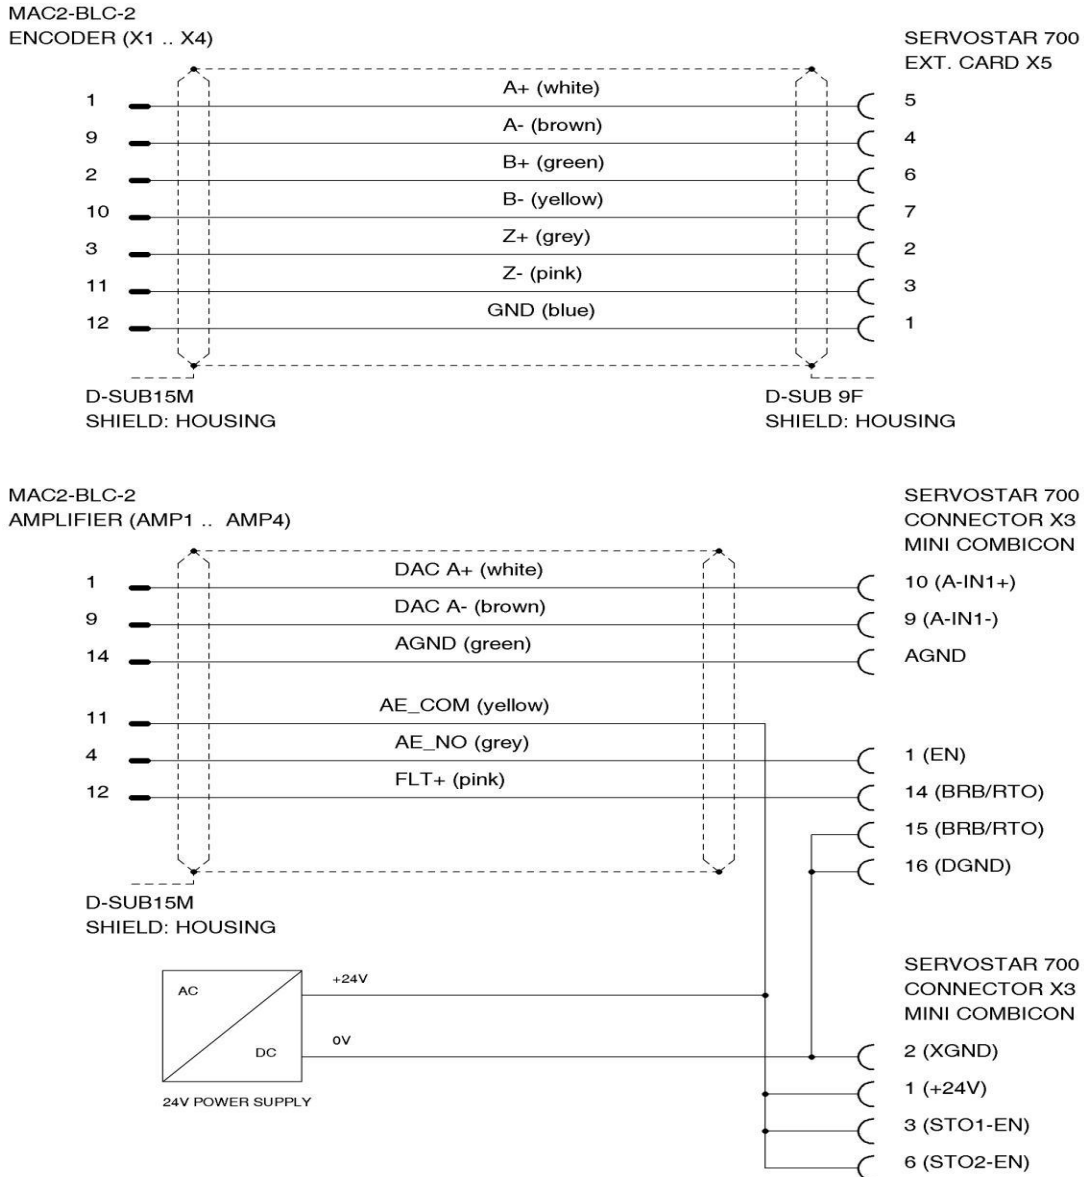 MAC2-BLC-2
ENCODER (X1 .. X4)
SERVOSTAR 700
EXT. CARD X5
1 A+ (white) 5
9 A- (brown) 4
2 B+ (green) 6
10 B- (yellow) 7
3 Z+ (grey) 2
11 Z- (pink) 3
12 GND (blue) 1
D-SUB15M
SHIELD: HOUSING
D-SUB 9F
SHIELD: HOUSING
MAC2-BLC-2
AMPLIFIER (AMP1 .. AMP4)
SERVOSTAR 700
CONNECTOR X3
MINI COMBICON
1 DAC A+ (white) 10 (A-IN1+)
9 DAC A- (brown) 9 (A-IN1-)
14 AGND (green) AGND
11 AE_COM (yellow)
4 AE_NO (grey) 1 (EN)
12 FLT+ (pink) 14 (BRB/RTO)
15 (BRB/RTO)
16 (DGND)
D-SUB15M
SHIELD: HOUSING
SERVOSTAR 700
CONNECTOR X3
MINI COMBICON
AC
DC
+24V
0V
24V POWER SUPPLY
2 (XGND)
1 (+24V)
3 (STO1-EN)
6 (STO2-EN)